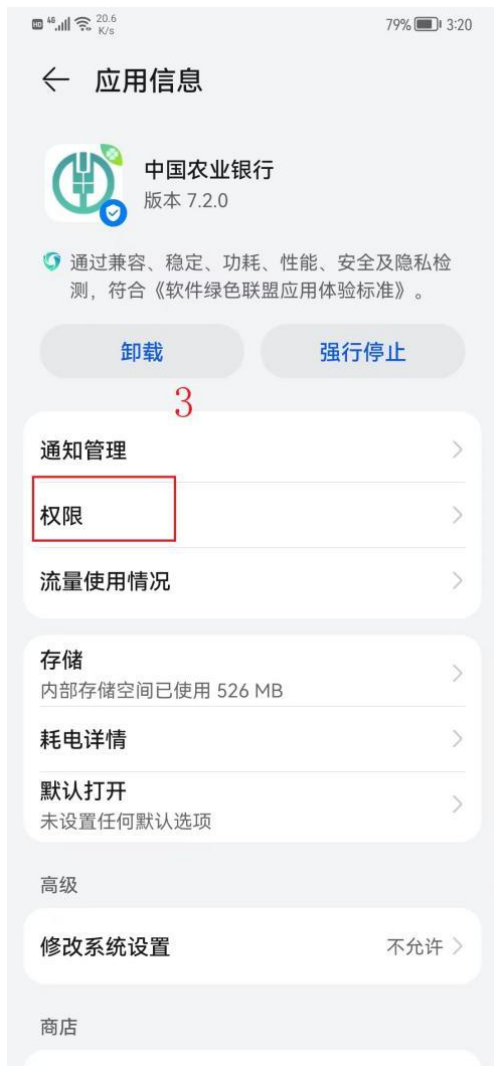 HD 46 20.6 K/s 79% 3:20
应用信息
中国农业银行
版本 7.2.0
通过兼容、稳定、功耗、性能、安全及隐私检
测，符合《软件绿色联盟应用体验标准》。
卸载 强行停止
3
通知管理
权限
流量使用情况
存储
内部存储空间已使用 526 MB
耗电详情
默认打开
未设置任何默认选项
高级
修改系统设置 不允许
商店